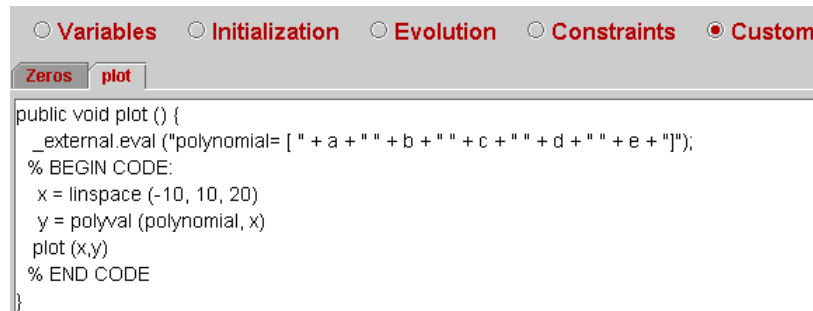 Variables Initialization Evolution Constraints Custom
Zeros plot
public void plot () {
_external.eval ("polynomial= [ " + a + " " + b + " " + c + " " + d + " " + e + "]");
% BEGIN CODE:
x = linspace (-10, 10, 20)
y = polyval (polynomial, x)
plot (x,y)
% END CODE
}